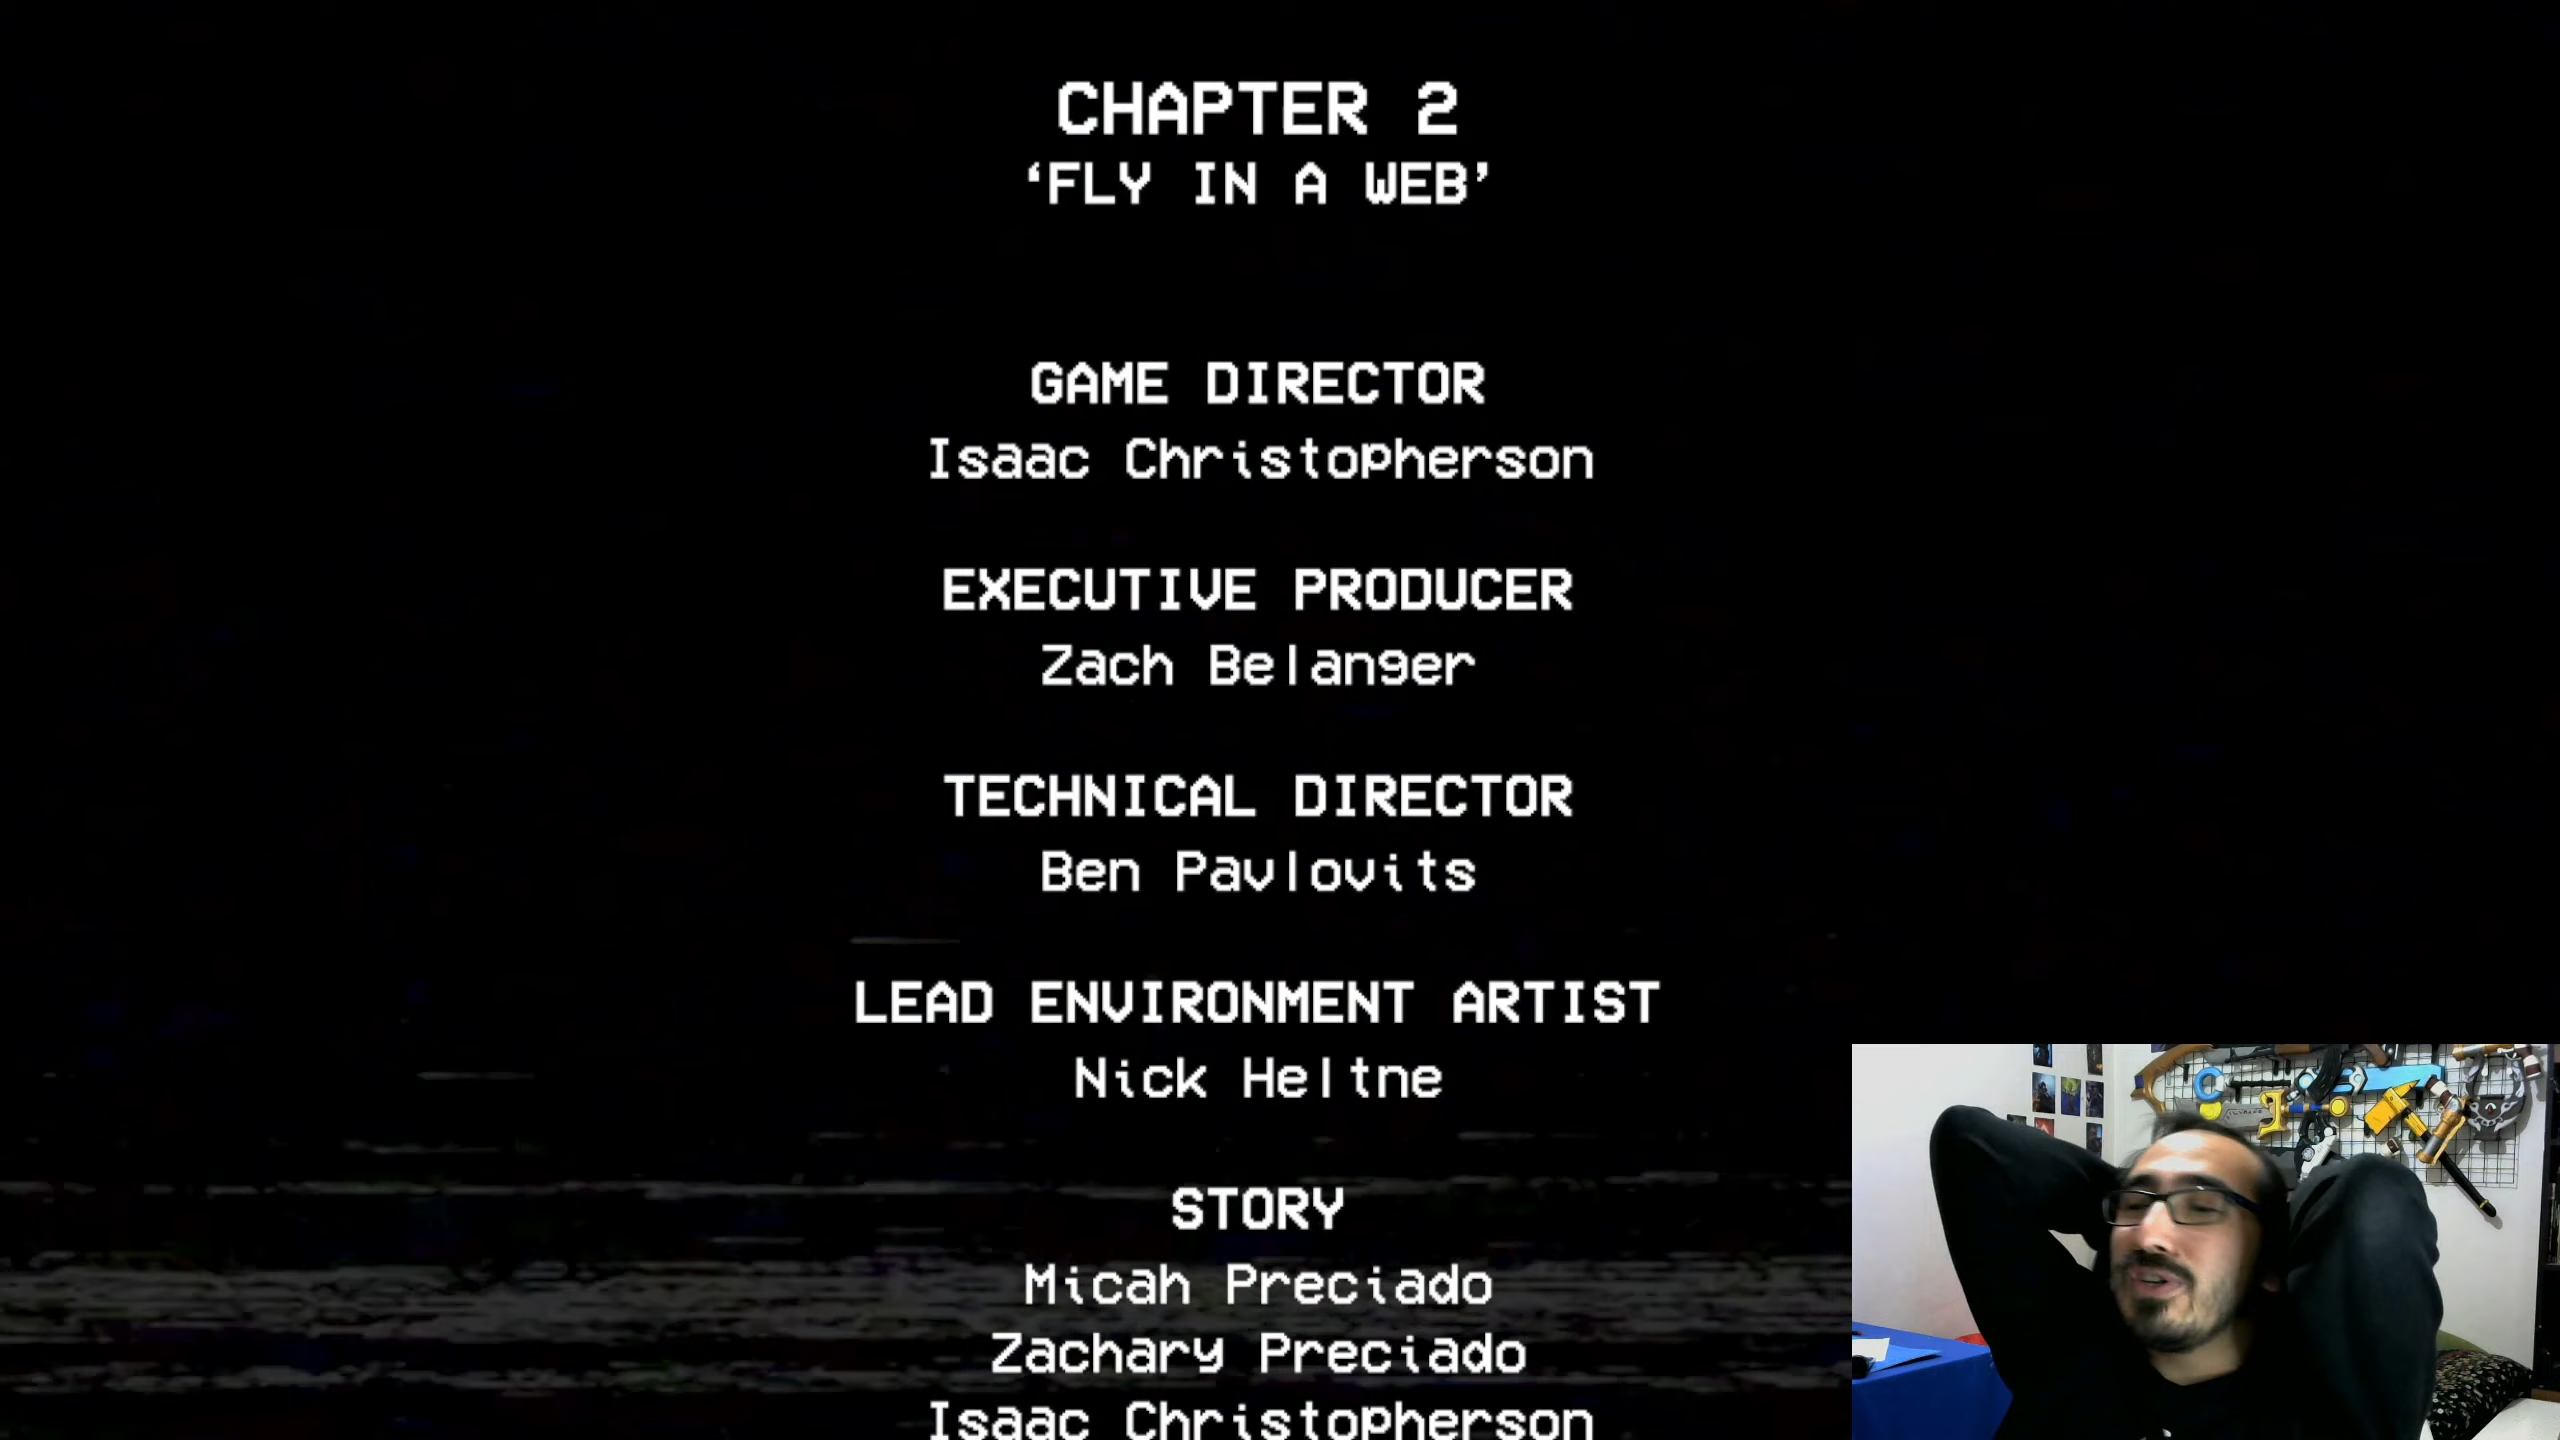 CHAPTER 2
‘FLY IN A WEB’
GAME DIRECTOR
Isaac Christopherson
EXECUTIVE PRODUCER
Zach Belanger
TECHNICAL DIRECTOR
Ben Pavlovits
LEAD ENVIRONMENT ARTIST
Nick Heltne
STORY
Micah Preciado
Zachary Preciado
Isaac Christopherson